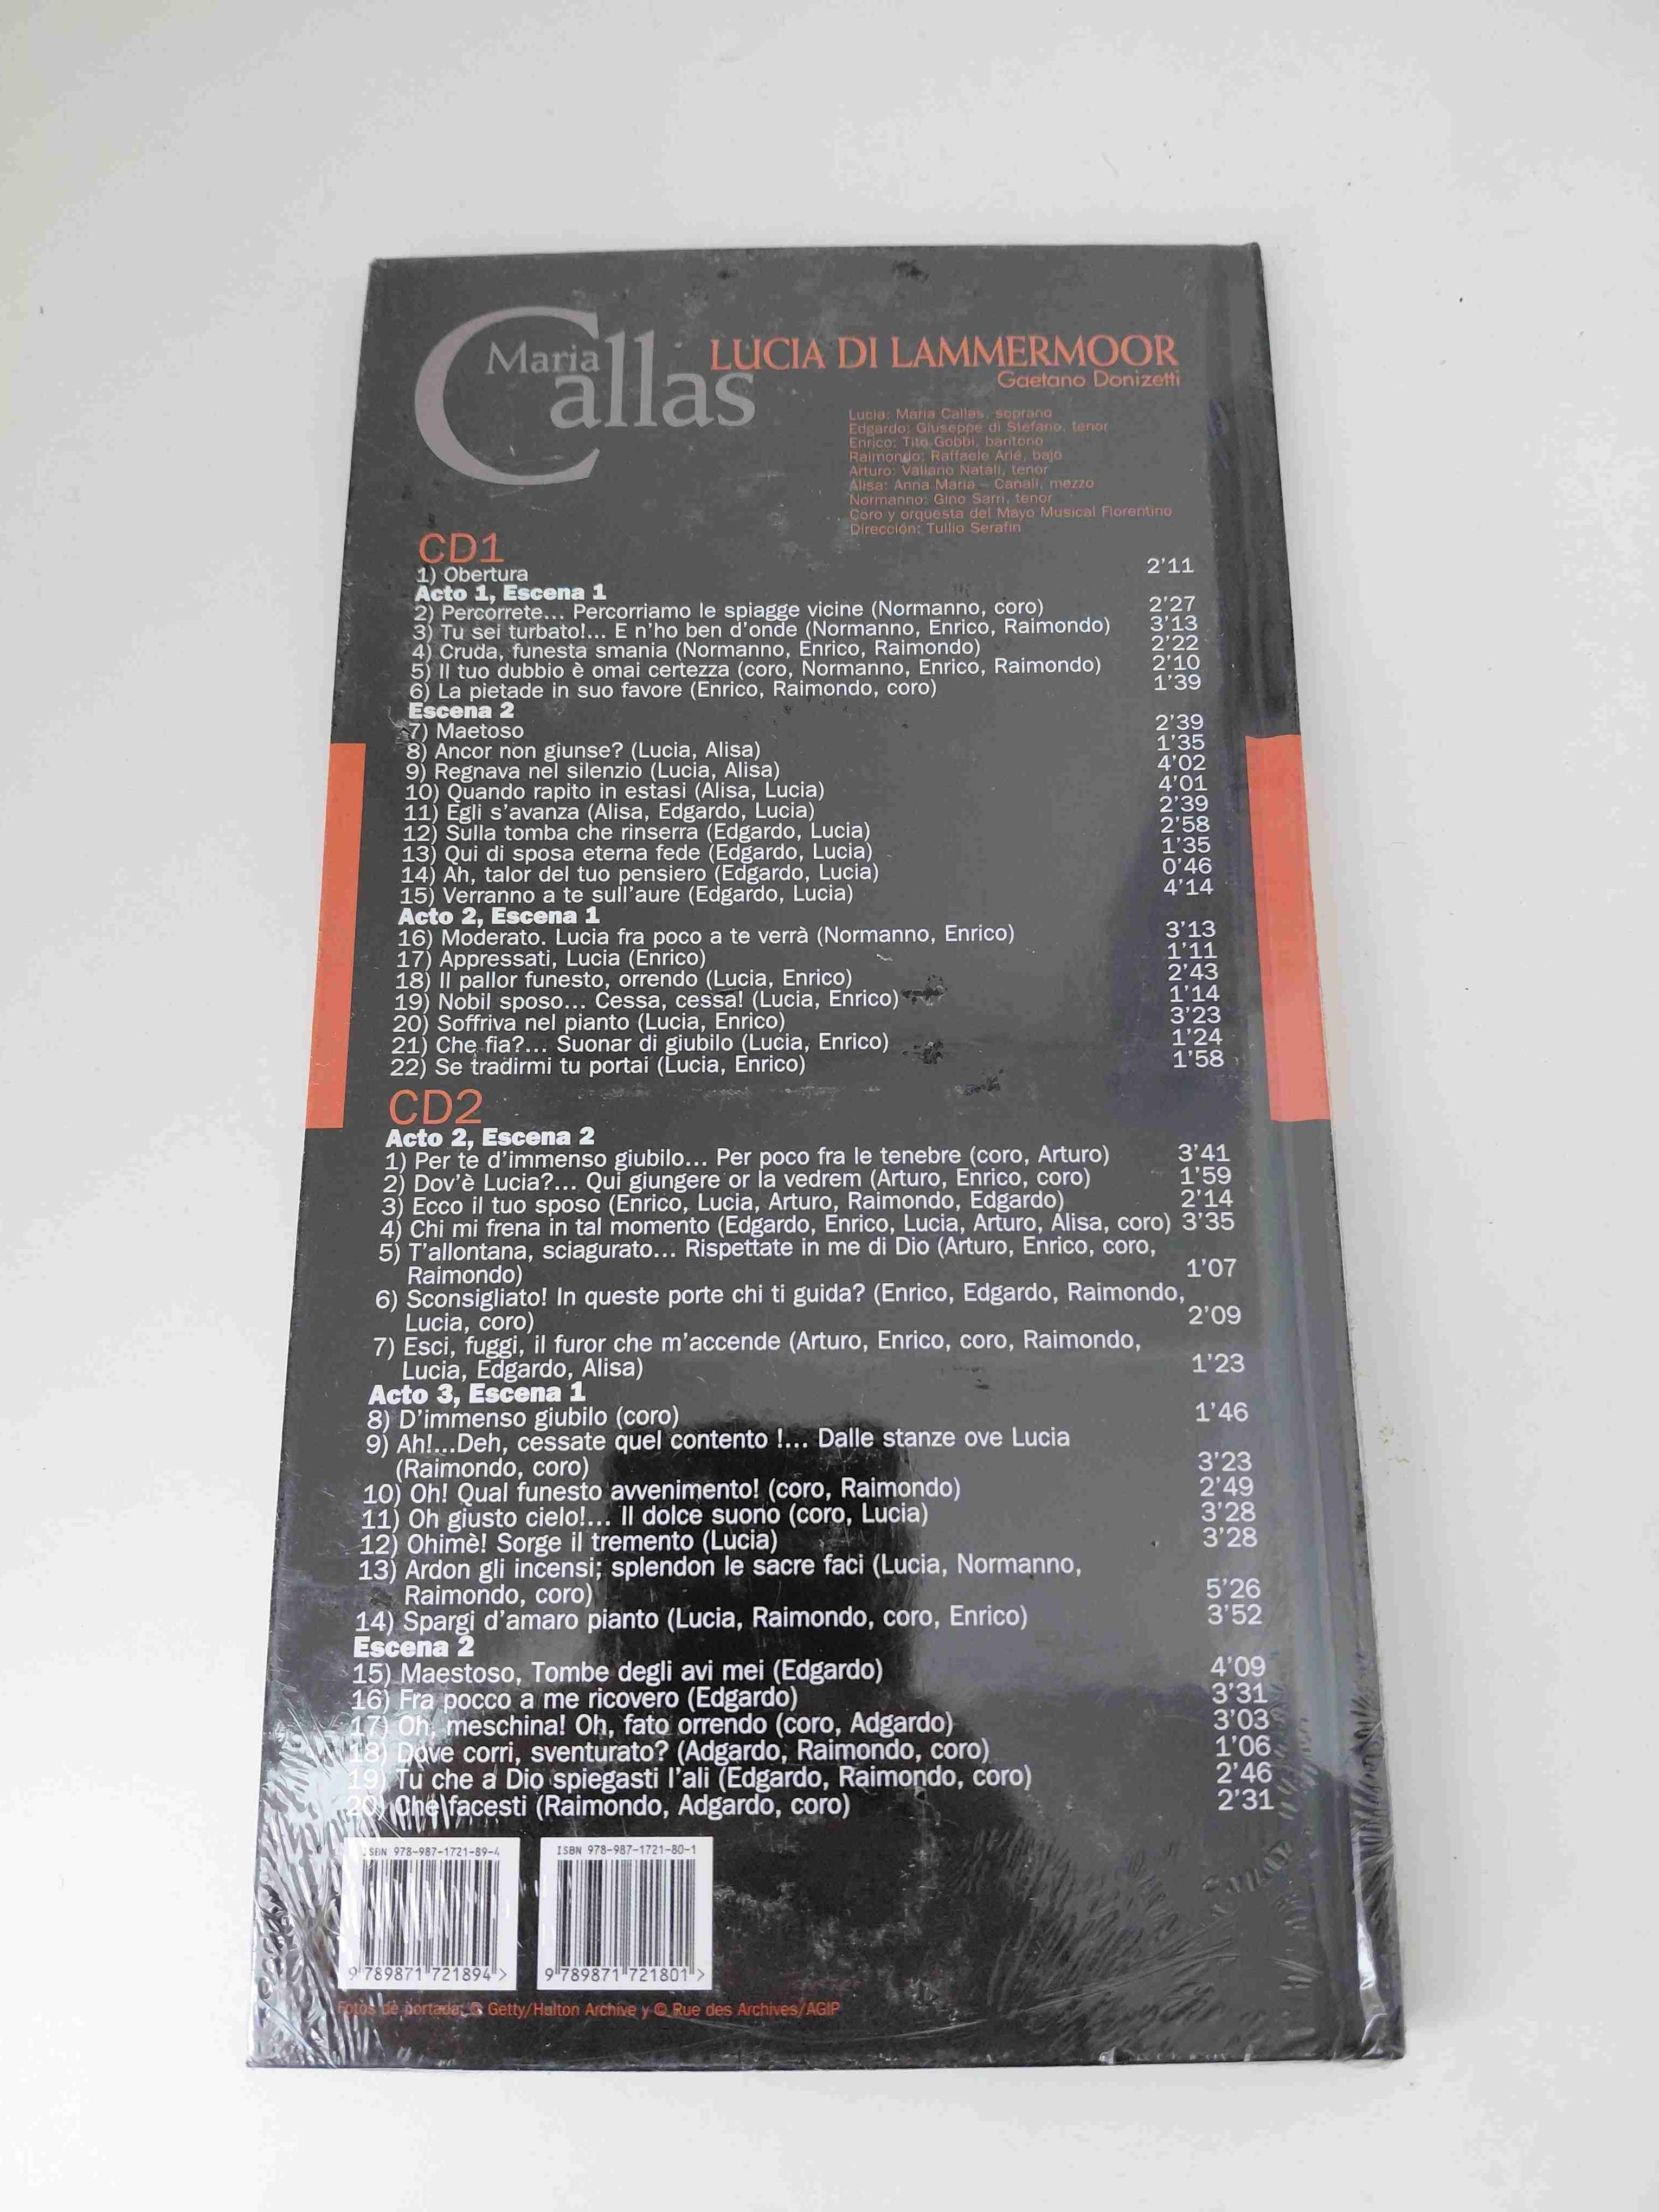 Maria Callas
LUCIA DI LAMMERMOOR
Gaetano Donizetti
Lucia: Maria Callas, soprano
Edgardo: Giuseppe di Stefano, tenor
Enrico: Tito Gobbi, barítono
Raimondo: Raffaele Arié, bajo
Arturo: Valiano Natali, tenor
Alisa: Anna Maria – Canali, mezzo
Normanno: Gino Sarri, tenor
Coro y orquesta del Mayo Musical Florentino
Dirección: Tullio Serafin
CD1
1) Obertura 2'11
Acto 1, Escena 1
2) Percorrete... Percorriamo le spiagge vicine (Normanno, coro) 2'27
3) Tu sei turbato!... E n'ho ben d'onde (Normanno, Enrico, Raimondo) 3'13
4) Cruda, funesta smania (Normanno, Enrico, Raimondo) 2'22
5) Il tuo dubbio è omai certezza (coro, Normanno, Enrico, Raimondo) 2'10
6) La pietade in suo favore (Enrico, Raimondo, coro) 1'39
Escena 2
7) Maetoso 2'39
8) Ancor non giunse? (Lucia, Alisa) 1'35
9) Regnava nel silenzio (Lucia, Alisa) 4'02
10) Quando rapito in estasi (Alisa, Lucia) 4'01
11) Egli s'avanza (Alisa, Edgardo, Lucia) 2'39
12) Sulla tomba che rinserra (Edgardo, Lucia) 2'58
13) Qui di sposa eterna fede (Edgardo, Lucia) 1'35
14) Ah, talor del tuo pensiero (Edgardo, Lucia) 0'46
15) Verranno a te sull'aure (Edgardo, Lucia) 4'14
Acto 2, Escena 1
16) Moderato. Lucia fra poco a te verrà (Normanno, Enrico) 3'13
17) Appressati, Lucia (Enrico) 1'11
18) Il pallor funesto, orrendo (Lucia, Enrico) 2'43
19) Nobil sposo... Cessa, cessa! (Lucia, Enrico) 1'14
20) Soffriva nel pianto (Lucia, Enrico) 3'23
21) Che fia?... Suonar di giubilo (Lucia, Enrico) 1'24
22) Se tradirmi tu portai (Lucia, Enrico) 1'58
CD2
Acto 2, Escena 2
1) Per te d'immenso giubilo... Per poco fra le tenebre (coro, Arturo) 3'41
2) Dov'è Lucia?... Qui giungere or la vedrem (Arturo, Enrico, coro) 1'59
3) Ecco il tuo sposo (Enrico, Lucia, Arturo, Raimondo, Edgardo) 2'14
4) Chi mi frena in tal momento (Edgardo, Enrico, Lucia, Arturo, Alisa, coro) 3'35
5) T'allontana, sciagurato... Rispettate in me di Dio (Arturo, Enrico, coro,
Raimondo) 1'07
6) Sconsigliato! In queste porte chi ti guida? (Enrico, Edgardo, Raimondo,
Lucia, coro) 2'09
7) Esci, fuggi, il furor che m'accende (Arturo, Enrico, coro, Raimondo,
Lucia, Edgardo, Alisa) 1'23
Acto 3, Escena 1
8) D'immenso giubilo (coro) 1'46
9) Ah!...Deh, cessate quel contento !... Dalle stanze ove Lucia
(Raimondo, coro) 3'23
10) Oh! Qual funesto avvenimento! (coro, Raimondo) 2'49
11) Oh giusto cielo!... Il dolce suono (coro, Lucia) 3'28
12) Ohimè! Sorge il tremento (Lucia) 3'28
13) Ardon gli incensi; splendon le sacre faci (Lucia, Normanno,
Raimondo, coro) 5'26
14) Spargi d'amaro pianto (Lucia, Raimondo, coro, Enrico) 3'52
Escena 2
15) Maestoso, Tombe degli avi mei (Edgardo) 4'09
16) Fra pocco a me ricovero (Edgardo) 3'31
17) Oh, meschina! Oh, fato orrendo (coro, Adgardo) 3'03
18) Dove corri, sventurato? (Adgardo, Raimondo, coro) 1'06
19) Tu che a Dio spiegasti l'ali (Edgardo, Raimondo, coro) 2'46
20) Che facesti (Raimondo, Adgardo, coro) 2'31
ISBN 978-987-1721-89-4
9 789871 721894 >
ISBN 978-987-1721-80-1
9 789871 721801 >
Fotos de portada: © Getty/Hulton Archive y © Rue des Archives/AGIP